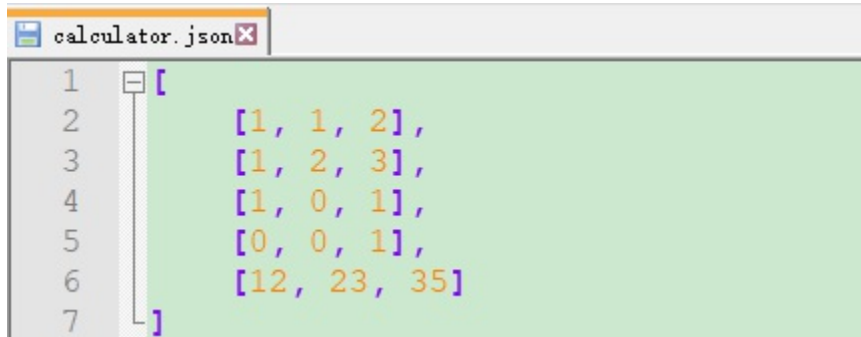 calculator.json
1 [
2 [1, 1, 2],
3 [1, 2, 3],
4 [1, 0, 1],
5 [0, 0, 1],
6 [12, 23, 35]
7 ]